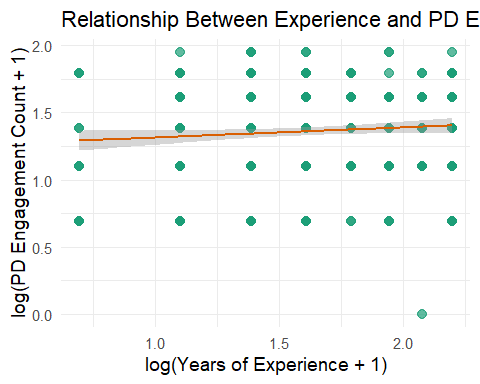 Relationship Between Experience and PD E
log(PD Engagement Count + 1)
2.0
1.5
1.0
0.5
0.0
1.0
1.5
2.0
log(Years of Experience + 1)